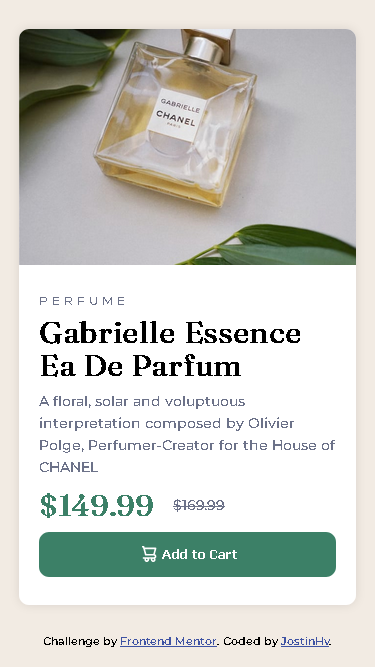 GABRIELLE
CHANEL
PARIS
PERFUME
Gabrielle Essence
Ea De Parfum
A floral, solar and voluptuous
interpretation composed by Olivier
Polge, Perfumer-Creator for the House of
CHANEL
$149.99 $169.99
Add to Cart
Challenge by Frontend Mentor. Coded by JostinHv.